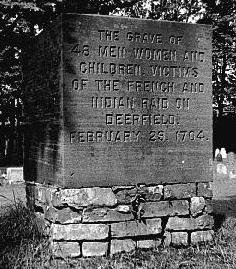 THE GRAVE OF
48 MEN WOMEN AND
CHILDREN, VICTIMS
OF THE FRENCH AND
INDIAN RAID ON
DEERFIELD.
FEBRUARY 29, 1704.